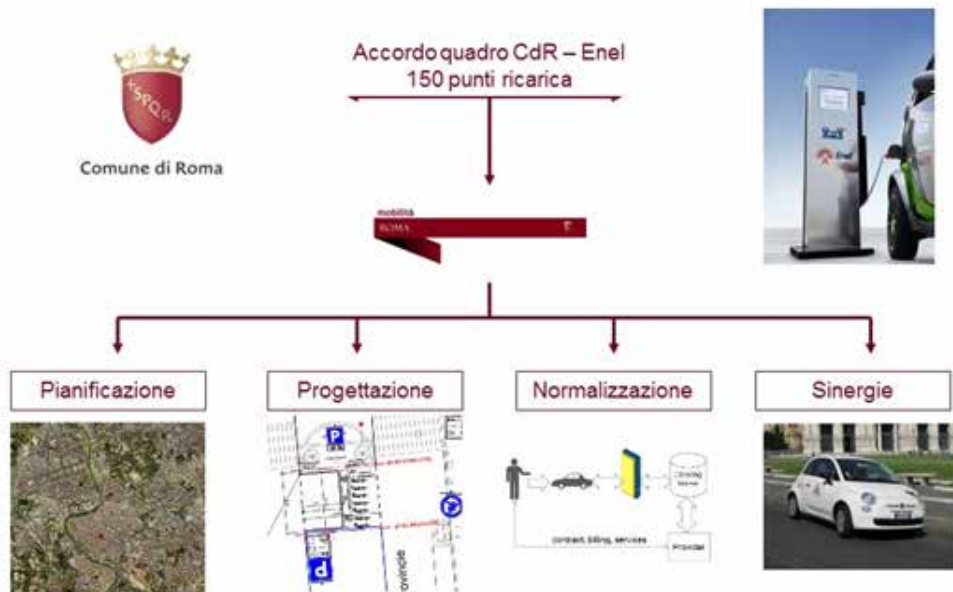 Accordo quadro CdR – Enel
150 punti ricarica
SPQR
Comune di Roma
Enel
mobilità
ROMA
Pianificazione
Progettazione
Normalizzazione
Sinergie
P
P
contract, billing, services
Provider